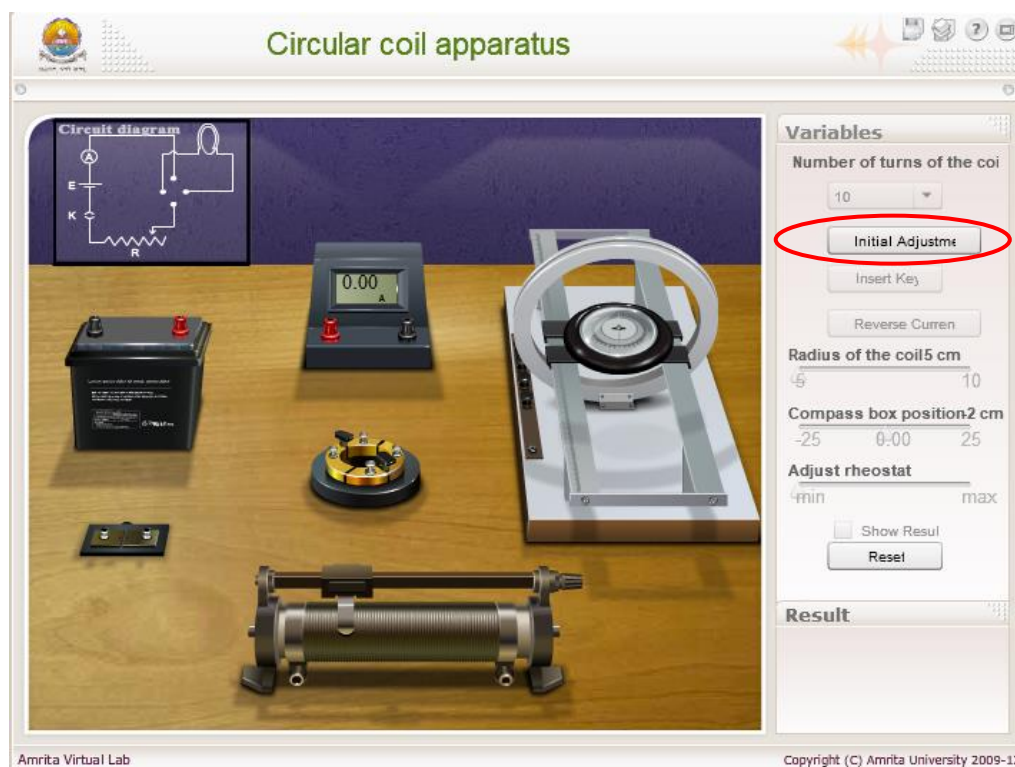 Circular coil apparatus
Circuit diagram
A
E
K
R
0.00
A
Variables
Number of turns of the coi
10
Initial Adjustme
Insert Key
Reverse Curren
Radius of the coil5 cm
5 10
Compass box position-2 cm
-25 0.00 25
Adjust rheostat
min max
Show Resul
Reset
Result
Amrita Virtual Lab
Copyright (C) Amrita University 2009-12